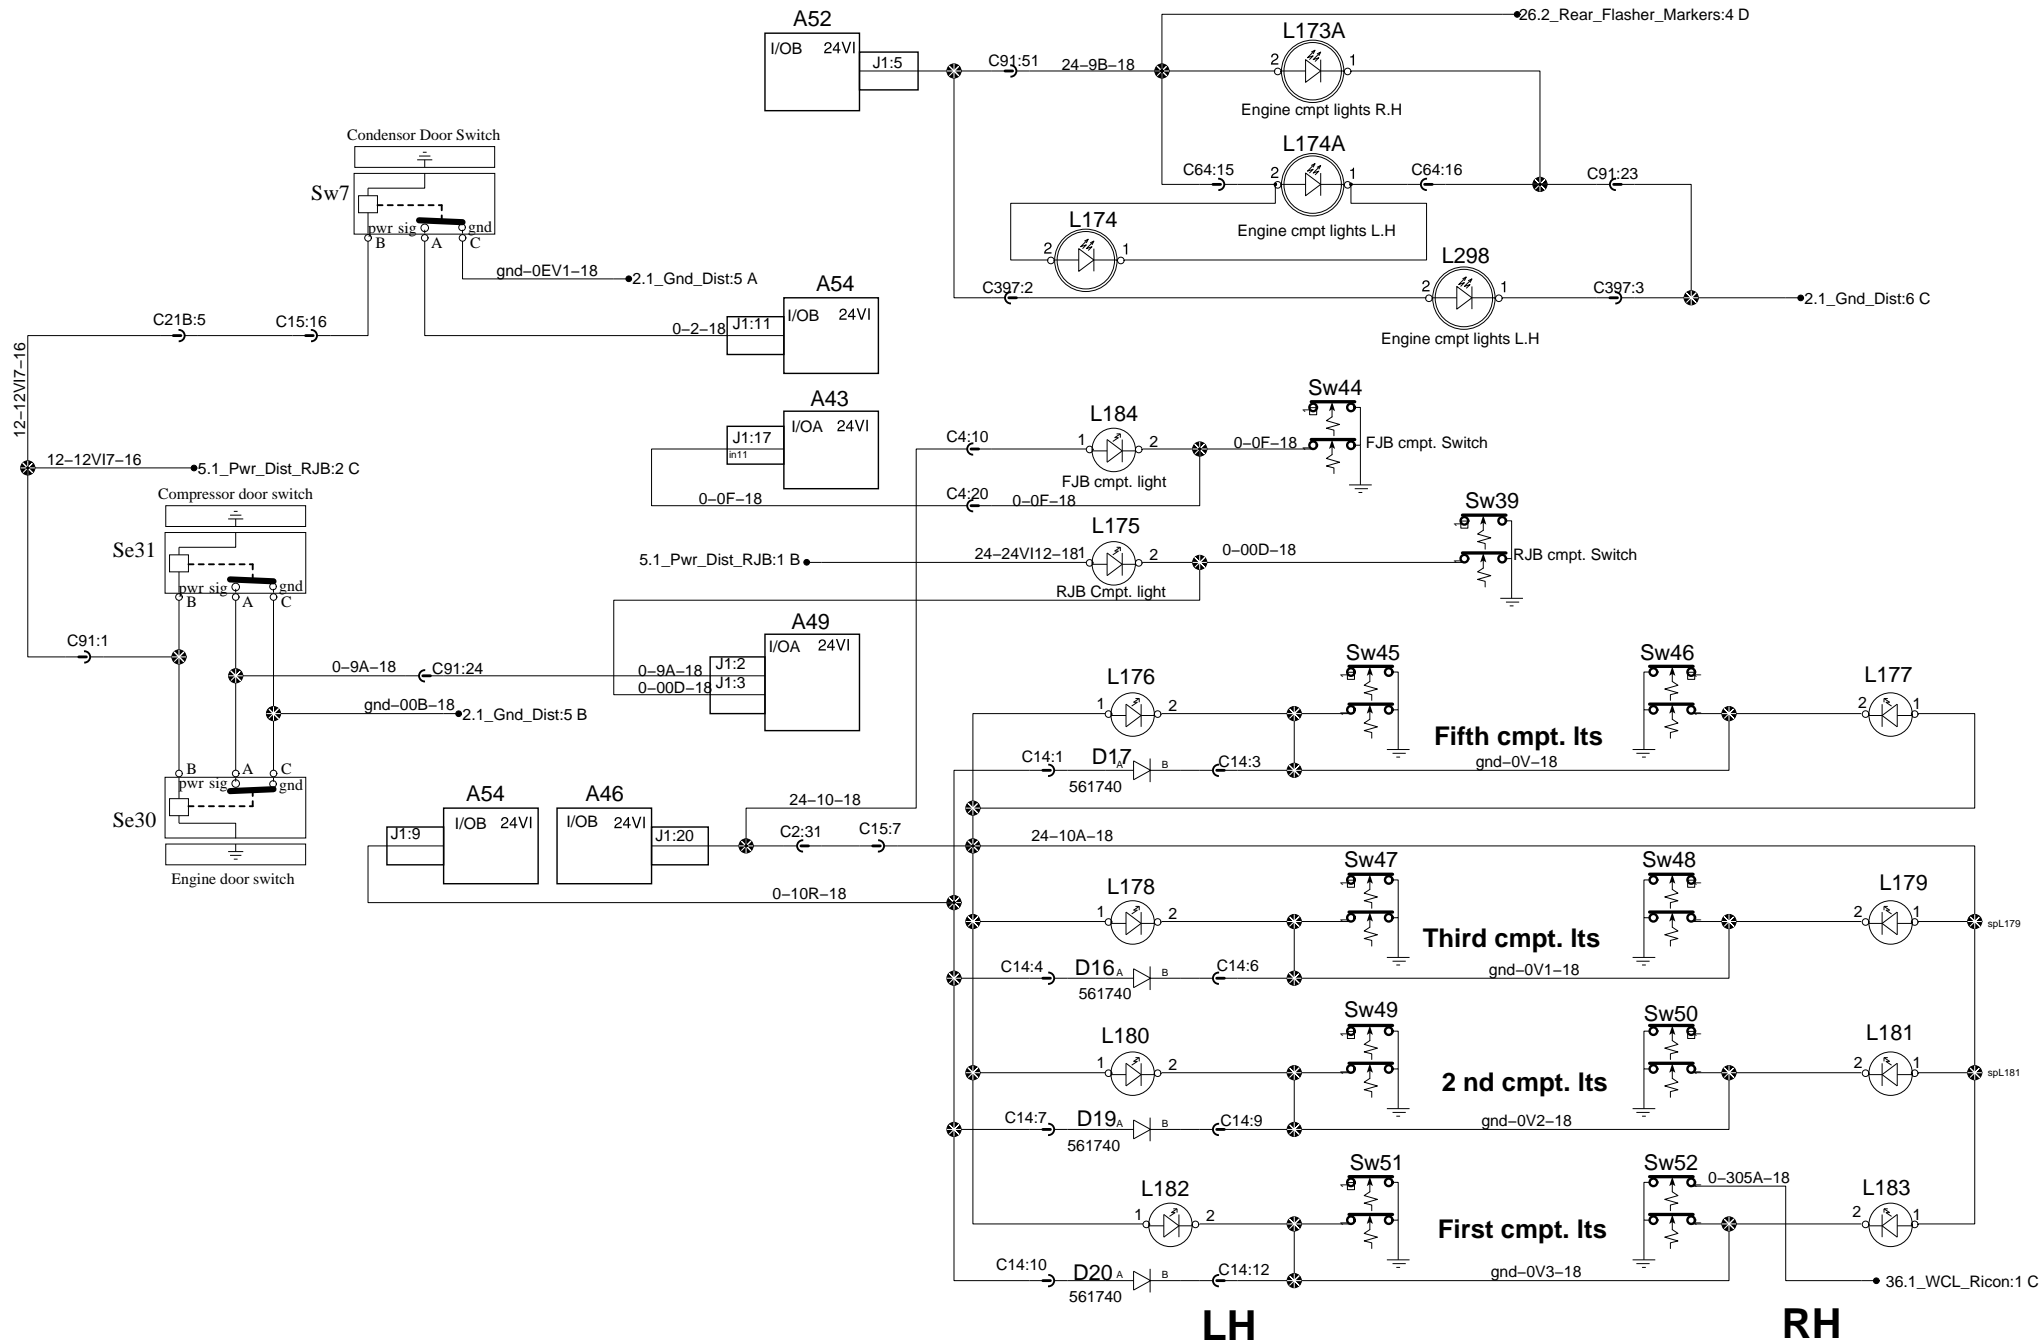 A52
I/OB 24VI
J1:5
C91:51
24-9B-18
26.2_Rear_Flasher_Markers:4 D
L173A
2 1
Engine cmpt lights R.H
L174A
C64:15
2 1
C64:16
C91:23
Engine cmpt lights L.H
L174
2 1
L298
C397:2
2 1
C397:3
2.1_Gnd_Dist:6 C
Engine cmpt lights L.H
Condensor Door Switch
Sw7
pwr sig gnd
B A C
gnd-0EV1-18
2.1_Gnd_Dist:5 A
A54
I/OB 24VI
J1:11
0-2-18
C21B:5
C15:16
12-12VI7-16
12-12VI7-16
5.1_Pwr_Dist_RJB:2 C
A43
I/OA 24VI
J1:17
in11
0-0F-18
C4:20
0-0F-18
C4:10
L184
1 2
FJB cmpt. light
0-0F-18
Sw44
FJB cmpt. Switch
5.1_Pwr_Dist_RJB:1 B
24-24VI12-18
L175
1 2
RJB Cmpt. light
0-00D-18
Sw39
RJB cmpt. Switch
Compressor door switch
Se31
pwr sig gnd
B A C
C91:1
0-9A-18
C91:24
0-9A-18
0-00D-18
A49
I/OA 24VI
J1:2
J1:3
gnd-00B-18
2.1_Gnd_Dist:5 B
B A C
pwr sig gnd
Se30
Engine door switch
A54
I/OB 24VI
J1:9
A46
I/OB 24VI
J1:20
24-10-18
C2:31
C15:7
0-10R-18
24-10A-18
L176
1 2
Sw45
Sw46
L177
2 1
Fifth cmpt. lts
C14:1
D17
A B
561740
C14:3
gnd-0V-18
L178
1 2
Sw47
Sw48
L179
2 1
spL179
Third cmpt. lts
C14:4
D16
A B
561740
C14:6
gnd-0V1-18
L180
1 2
Sw49
Sw50
L181
2 1
spL181
2 nd cmpt. lts
C14:7
D19
A B
561740
C14:9
gnd-0V2-18
L182
1 2
Sw51
Sw52
0-305A-18
L183
2 1
First cmpt. lts
C14:10
D20
A B
561740
C14:12
gnd-0V3-18
36.1_WCL_Ricon:1 C
LH RH